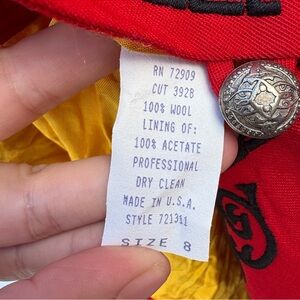 RN 72909
CUT 3928
100% WOOL
LINING OF:
100% ACETATE
PROFESSIONAL
DRY CLEAN
MADE IN U.S.A.
STYLE 721311
SIZE 8